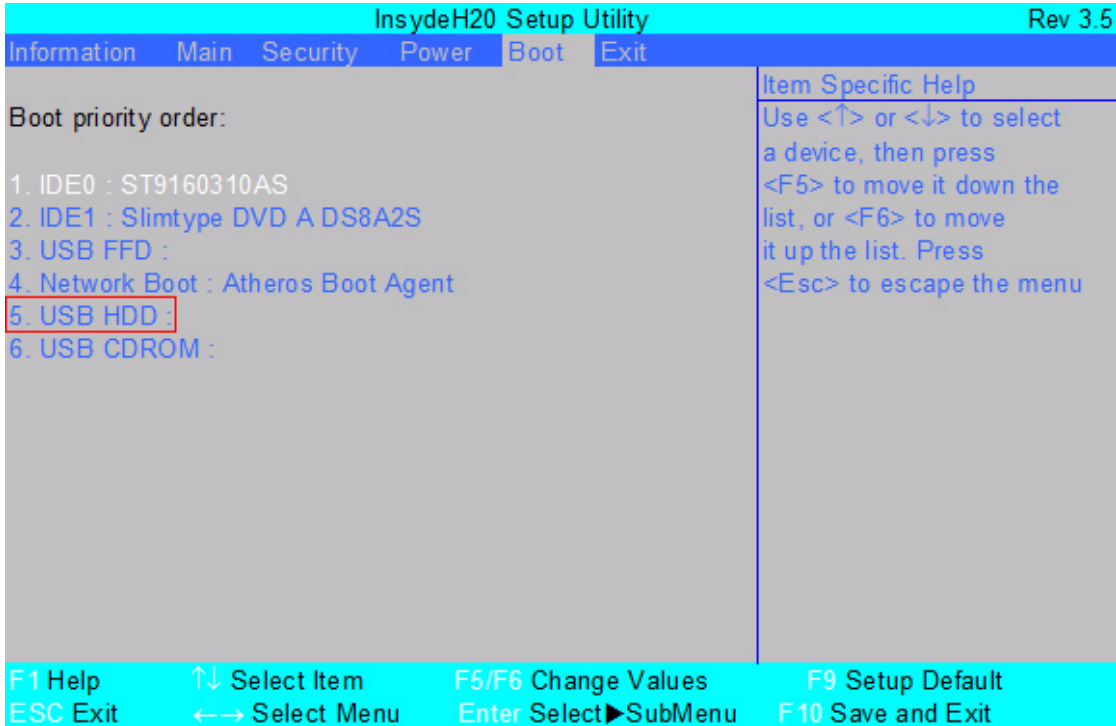 InsydeH20 Setup Utility Rev 3.5
Information Main Security Power Boot Exit
Boot priority order:
1. IDE0 : ST9160310AS
2. IDE1 : Slimtype DVD A DS8A2S
3. USB FFD :
4. Network Boot : Atheros Boot Agent
5. USB HDD :
6. USB CDROM :
Item Specific Help
Use <↑> or <↓> to select
a device, then press
<F5> to move it down the
list, or <F6> to move
it up the list. Press
<Esc> to escape the menu
F1 Help ↑↓ Select Item F5/F6 Change Values F9 Setup Default
ESC Exit ←→ Select Menu Enter Select▶SubMenu F10 Save and Exit